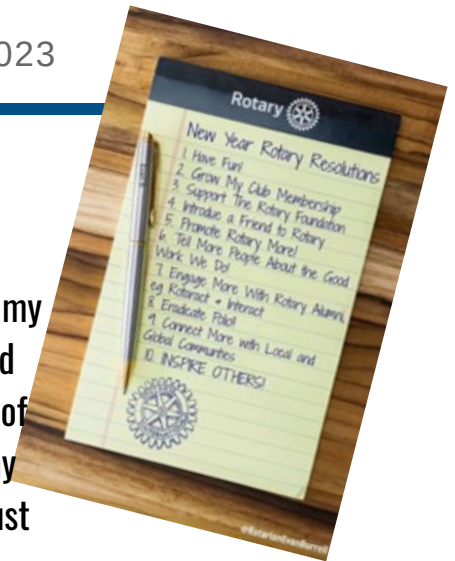 023
my
d
of
y
ust
Rotary
New Year Rotary Resolutions
1. Have Fun!
2. Grow My Club Membership
3. Support The Rotary Foundation
4. Introduce a Friend to Rotary
5. Promote Rotary More!
6. Tell More People About the Good
Work We Do!
7. Engage More With Rotary Alumni,
eg Rotaract + Interact
8. Eradicate Polio!
9. Connect More with Local and
Global Communities
10. INSPIRE OTHERS!
@RotarianEvanBurrell